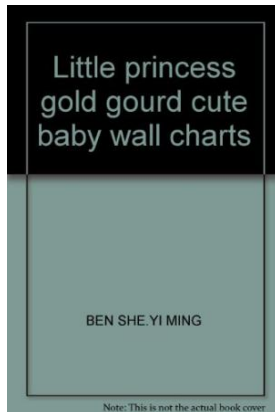 Little princess
gold gourd cute
baby wall charts
BEN SHE.YI MING
Note: This is not the actual book cover